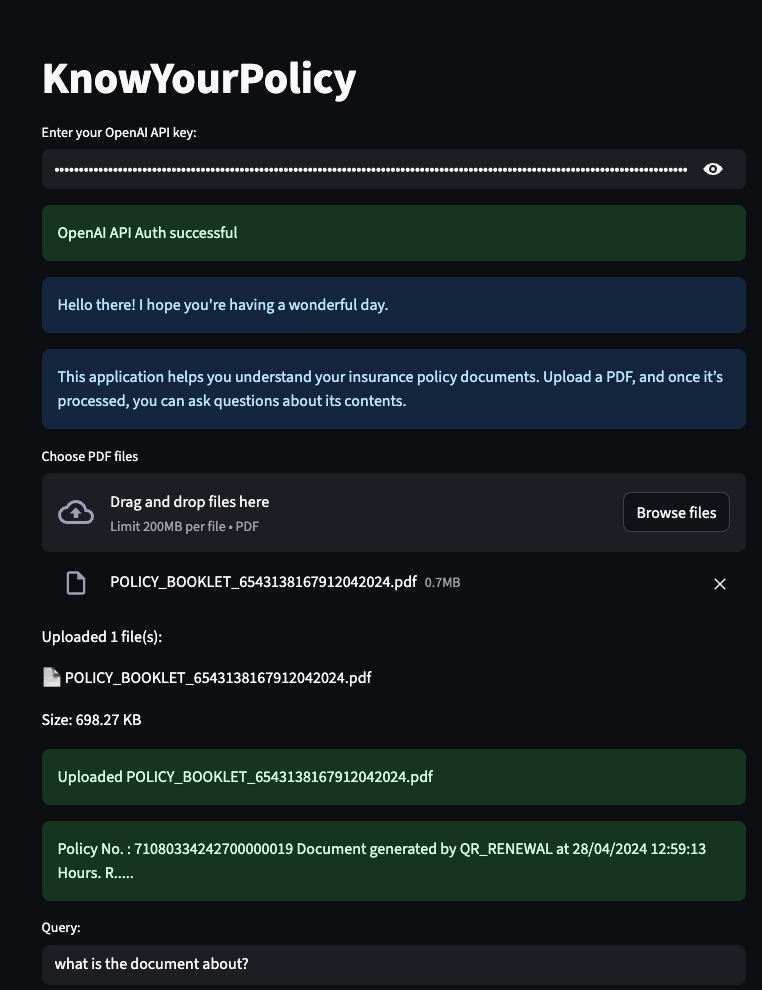 KnowYourPolicy
Enter your OpenAI API key:
OpenAI API Auth successful
Hello there! I hope you're having a wonderful day.
This application helps you understand your insurance policy documents. Upload a PDF, and once it’s
processed, you can ask questions about its contents.
Choose PDF files
Drag and drop files here
Limit 200MB per file • PDF
Browse files
POLICY_BOOKLET_6543138167912042024.pdf 0.7MB
Uploaded 1 file(s):
POLICY_BOOKLET_6543138167912042024.pdf
Size: 698.27 KB
Uploaded POLICY_BOOKLET_6543138167912042024.pdf
Policy No. : 71080334242700000019 Document generated by QR_RENEWAL at 28/04/2024 12:59:13
Hours. R.....
Query:
what is the document about?